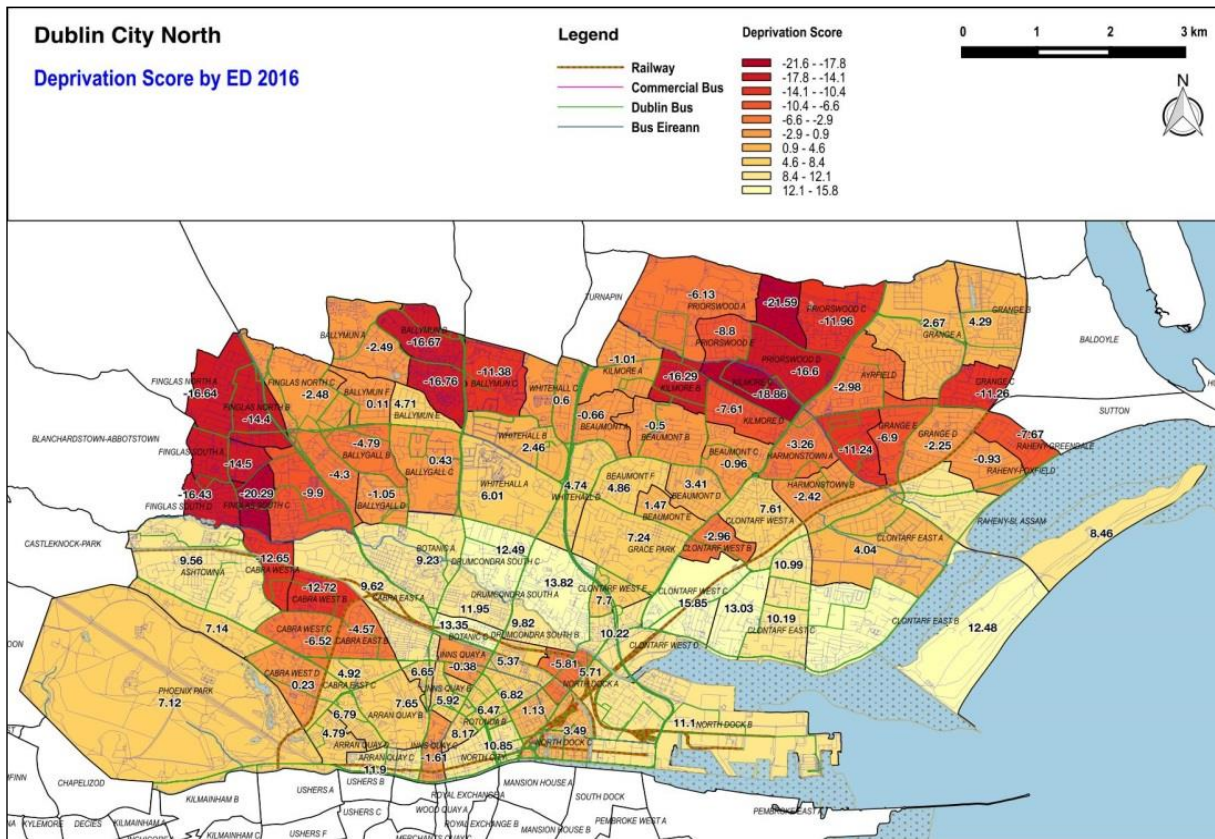 Dublin City North
Deprivation Score by ED 2016
Legend
Railway
Commercial Bus
Dublin Bus
Bus Eireann
Deprivation Score
-21.6 - -17.8
-17.8 - -14.1
-14.1 - -10.4
-10.4 - -6.6
-6.6 - -2.9
-2.9 - 0.9
0.9 - 4.6
4.6 - 8.4
8.4 - 12.1
12.1 - 15.8
0 1 2 3 km
N
TURNAPIN
BALDOYLE
SUTTON
-6.13
PRIORSWOOD A
-21.59
PRIORSWOOD C
-11.96
2.67
GRANGE A
GRANGE B
4.29
-8.8
PRIORSWOOD E
PRIORSWOOD D
-16.6
BALLYMUN A
-2.49
BALLYMUN B
-16.67
-16.76
-11.38
BALLYMUN C
WHITEHALL C
0.6
-1.01
KILMORE A
-16.29
KILMORE B
KILMORE C
-18.86
AYRFIELD
-2.98
GRANGE C
-11.26
FINGLAS NORTH A
-16.64
FINGLAS NORTH C
-2.48
FINGLAS NORTH B
-14.4
BALLYMUN F
0.11
4.71
BALLYMUN E
-0.66
BEAUMONT A
-0.5
BEAUMONT B
-7.61
KILMORE D
-3.26
HARMONSTOWN A
-11.24
GRANGE E
-6.9
GRANGE D
-2.25
-7.67
RAHENY-GREENDALE
-0.93
RAHENY-FOXFIELD
BLANCHARDSTOWN-ABBOTSTOWN
FINGLAS SOUTH A
-14.5
-4.79
BALLYGALL B
-4.3
0.43
BALLYGALL C
WHITEHALL B
2.46
BEAUMONT C
-0.96
-16.43
FINGLAS SOUTH D
-20.29
FINGLAS SOUTH C
-9.9
-1.05
BALLYGALL D
WHITEHALL A
6.01
4.74
WHITEHALL D
BEAUMONT F
4.86
3.41
BEAUMONT D
1.47
BEAUMONT E
HARMONSTOWN B
-2.42
7.61
CLONTARF WEST A
RAHENY-ST. ASSAM
CASTLEKNOCK-PARK
9.56
ASHTOWN A
-12.65
CABRA WEST A
BOTANIC A
9.23
12.49
DRUMCONDRA SOUTH C
7.24
GRACE PARK
-2.96
CLONTARF WEST B
CLONTARF EAST A
4.04
8.46
-12.72
CABRA WEST B
9.62
CABRA EAST A
DRUMCONDRA SOUTH A
13.82
CLONTARF WEST E
7.7
CLONTARF WEST C
15.85
10.99
13.03
10.19
CLONTARF EAST C
CLONTARF EAST B
12.48
7.14
CABRA WEST C
-6.52
-4.57
CABRA EAST B
11.95
13.35
BOTANIC C
9.82
DRUMCONDRA SOUTH B
10.22
CLONTARF WEST D
PHOENIX PARK
7.12
CABRA WEST D
0.23
4.92
CABRA EAST C
6.65
INNS QUAY A
-0.38
5.37
-5.81
5.71
NORTH DOCK A
7.65
ARRAN QUAY B
INNS QUAY B
5.92
6.82
6.47
ROTUNDA B
1.13
6.79
4.79
ARRAN QUAY D
8.17
INNS QUAY C
-1.61
10.85
NORTH CITY
-3.49
NORTH DOCK C
11.1
NORTH DOCK B
ARRAN QUAY C
11.9
CHAPELIZOD
KILMAINHAM B
USHERS A
USHERS B
USHERS C
USHERS F
KYLEMORE
DECIES
KILMAINHAM A
KILMAINHAM C
WOOD QUAY A
ROYAL EXCHANGE A
ROYAL EXCHANGE B
MANSION HOUSE A
MANSION HOUSE B
SOUTH DOCK
PEMBROKE WEST A
PEMBROKE EAST A